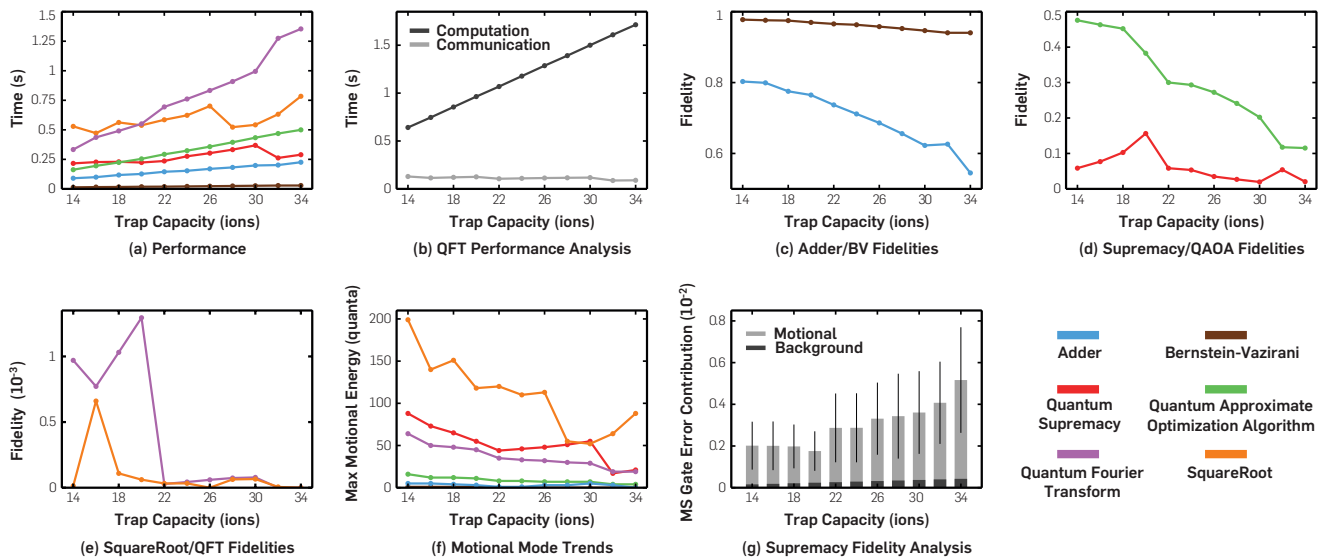 1.5
1.25
1
0.75
0.5
0.25
0
Time (s)
14 18 22 26 30 34
Trap Capacity (ions)
(a) Performance
Computation
Communication
1.5
1
0.5
0
Time (s)
14 18 22 26 30 34
Trap Capacity (ions)
(b) QFT Performance Analysis
1
0.8
0.6
Fidelity
14 18 22 26 30 34
Trap Capacity (ions)
(c) Adder/BV Fidelities
0.5
0.4
0.3
0.2
0.1
0
Fidelity
14 18 22 26 30 34
Trap Capacity (ions)
(d) Supremacy/QAOA Fidelities
1
0.5
0
Fidelity (10-3)
14 18 22 26 30 34
Trap Capacity (ions)
(e) SquareRoot/QFT Fidelities
200
150
100
50
0
Max Motional Energy (quanta)
14 18 22 26 30 34
Trap Capacity (ions)
(f) Motional Mode Trends
Motional
Background
0.8
0.6
0.4
0.2
0
MS Gate Error Contribution (10-2)
14 18 22 26 30 34
Trap Capacity (ions)
(g) Supremacy Fidelity Analysis
Adder
Bernstein-Vazirani
Quantum
Supremacy
Quantum Approximate
Optimization Algorithm
Quantum Fourier
Transform
SquareRoot